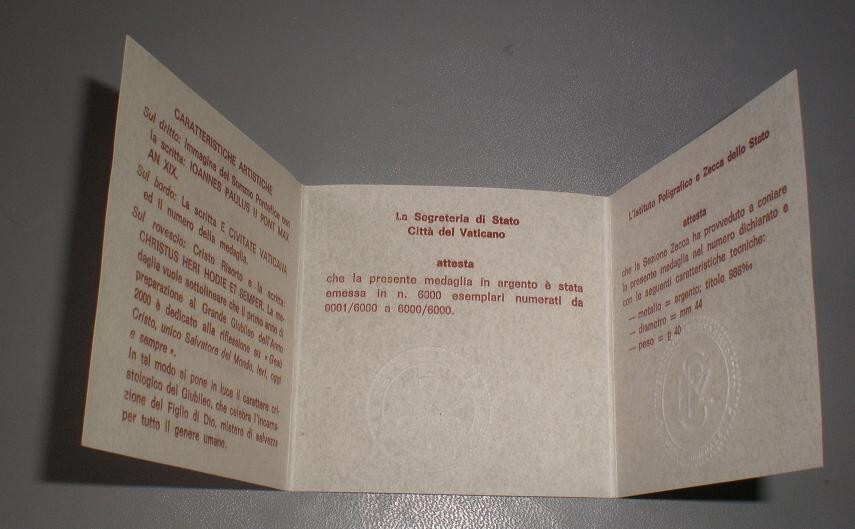 CARATTERISTICHE ARTISTICHE
Sul dritto: Immagine del Sommo Pontefice con
la scritta: IOANNES PAULUS II PONT MAX
AN XIX.
Sul bordo: La scritta E CIVITATE VATICANA
ed il numero della medaglia.
Sul rovescio: Cristo Risorto e la scritta:
CHRISTUS HERI HODIE ET SEMPER. La me-
daglia vuole sottolineare che il primo anno di
preparazione al Grande Giubileo dell'Anno
2000 è dedicato alla riflessione su « Gesù
Cristo, unico Salvatore del Mondo, ieri, oggi
e sempre ».
In tal modo si pone in luce il carattere cri-
stologico del Giubileo, che celebra l'incarna-
zione del Figlio di Dio, mistero di salvezza
per tutto il genere umano.
La Segreteria di Stato
Città del Vaticano
attesta
che la presente medaglia in argento è stata
emessa in n. 6000 esemplari numerati da
0001/6000 a 6000/6000.
L'Istituto Poligrafico e Zecca dello Stato
attesta
che la Sezione Zecca ha provveduto a coniare
la presente medaglia nel numero dichiarato e
con le seguenti caratteristiche tecniche:
— metallo = argento; titolo 986‰
— diametro = mm 44
— peso = g 40